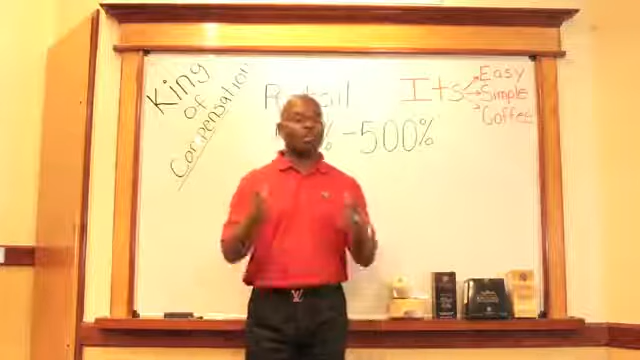 King
of
Compensation
Retail
% -500%
Its
Easy
Simple
Coffee